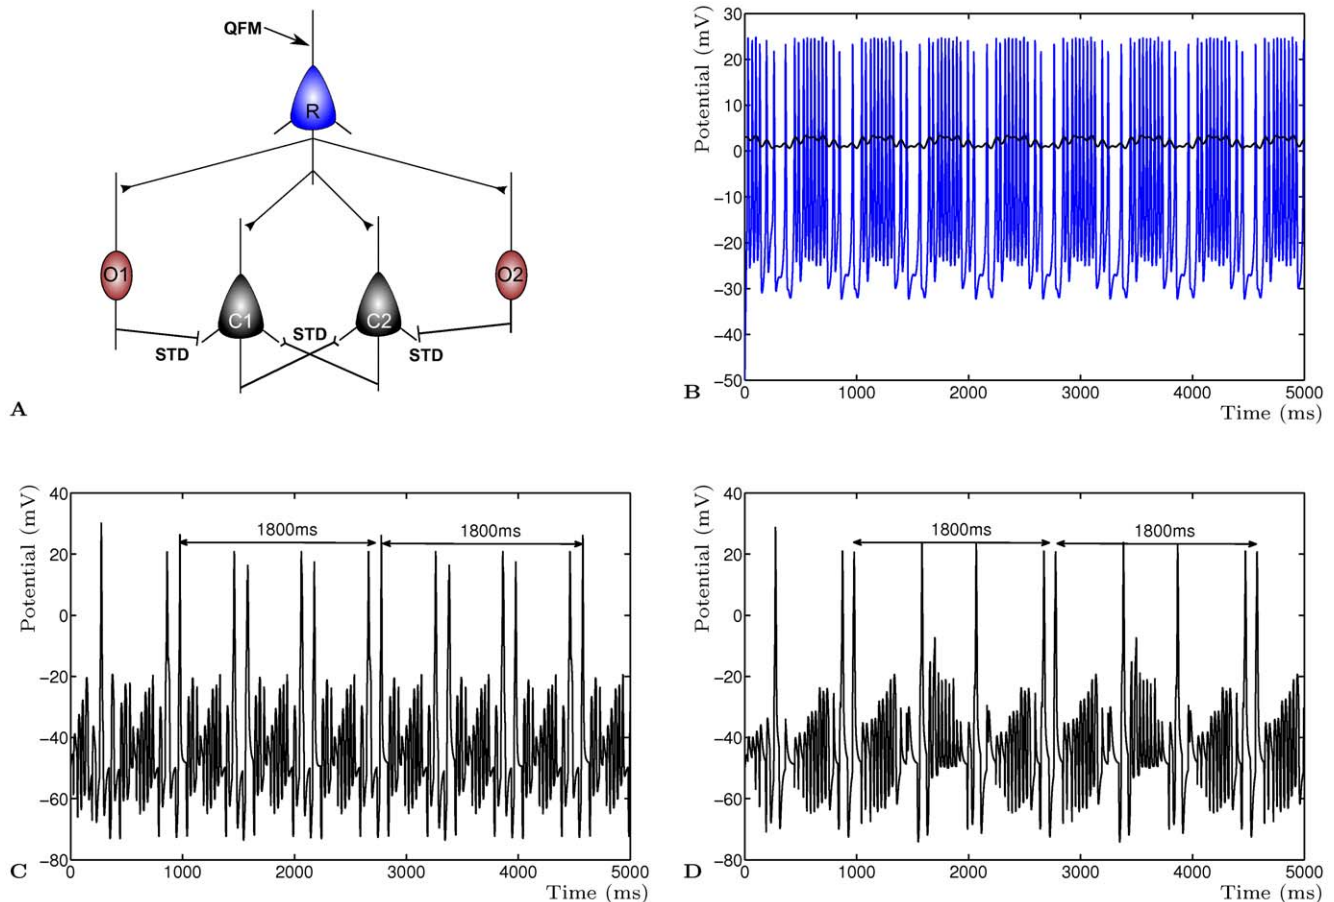 QFM
R
O1
O2
C1
C2
STD
STD
STD
A
Potential (mV)
30
20
10
0
−10
−20
−30
−40
−50
0
1000
2000
3000
4000
5000
Time (ms)
B
Potential (mV)
40
20
0
−20
−40
−60
−80
1800ms
1800ms
0
1000
2000
3000
4000
5000
Time (ms)
C
Potential (mV)
40
20
0
−20
−40
−60
−80
1800ms
1800ms
0
1000
2000
3000
4000
5000
Time (ms)
D